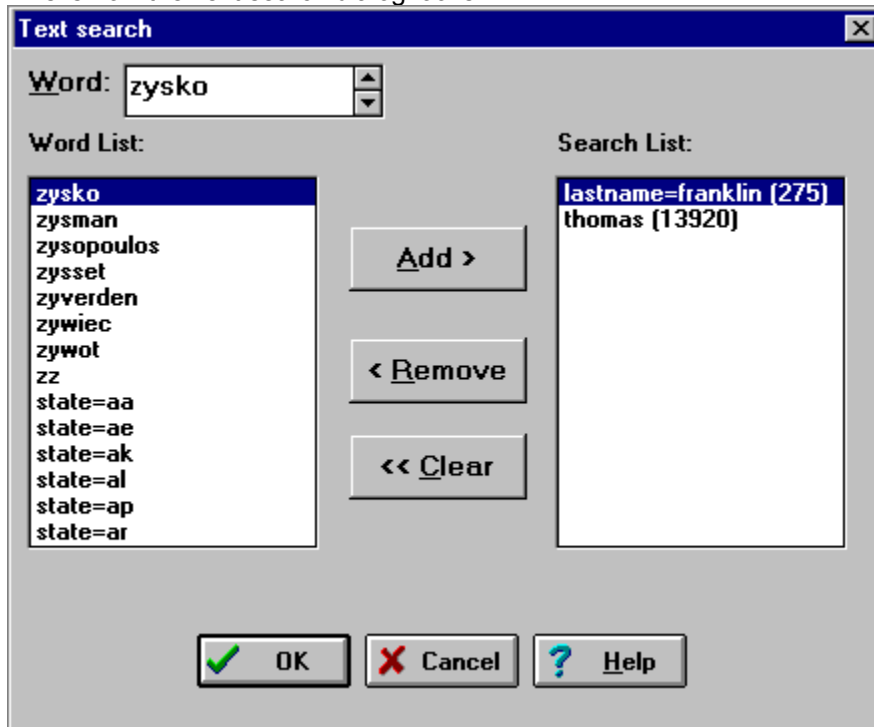 Text search
Word: zysko
Word List:
zysko
zysman
zysopoulos
zysset
zyverden
zywiec
zywot
zz
state=aa
state=ae
state=ak
state=al
state=ap
state=ar
Add >
< Remove
<< Clear
Search List:
lastname=franklin (275)
thomas (13920)
OK
Cancel
? Help